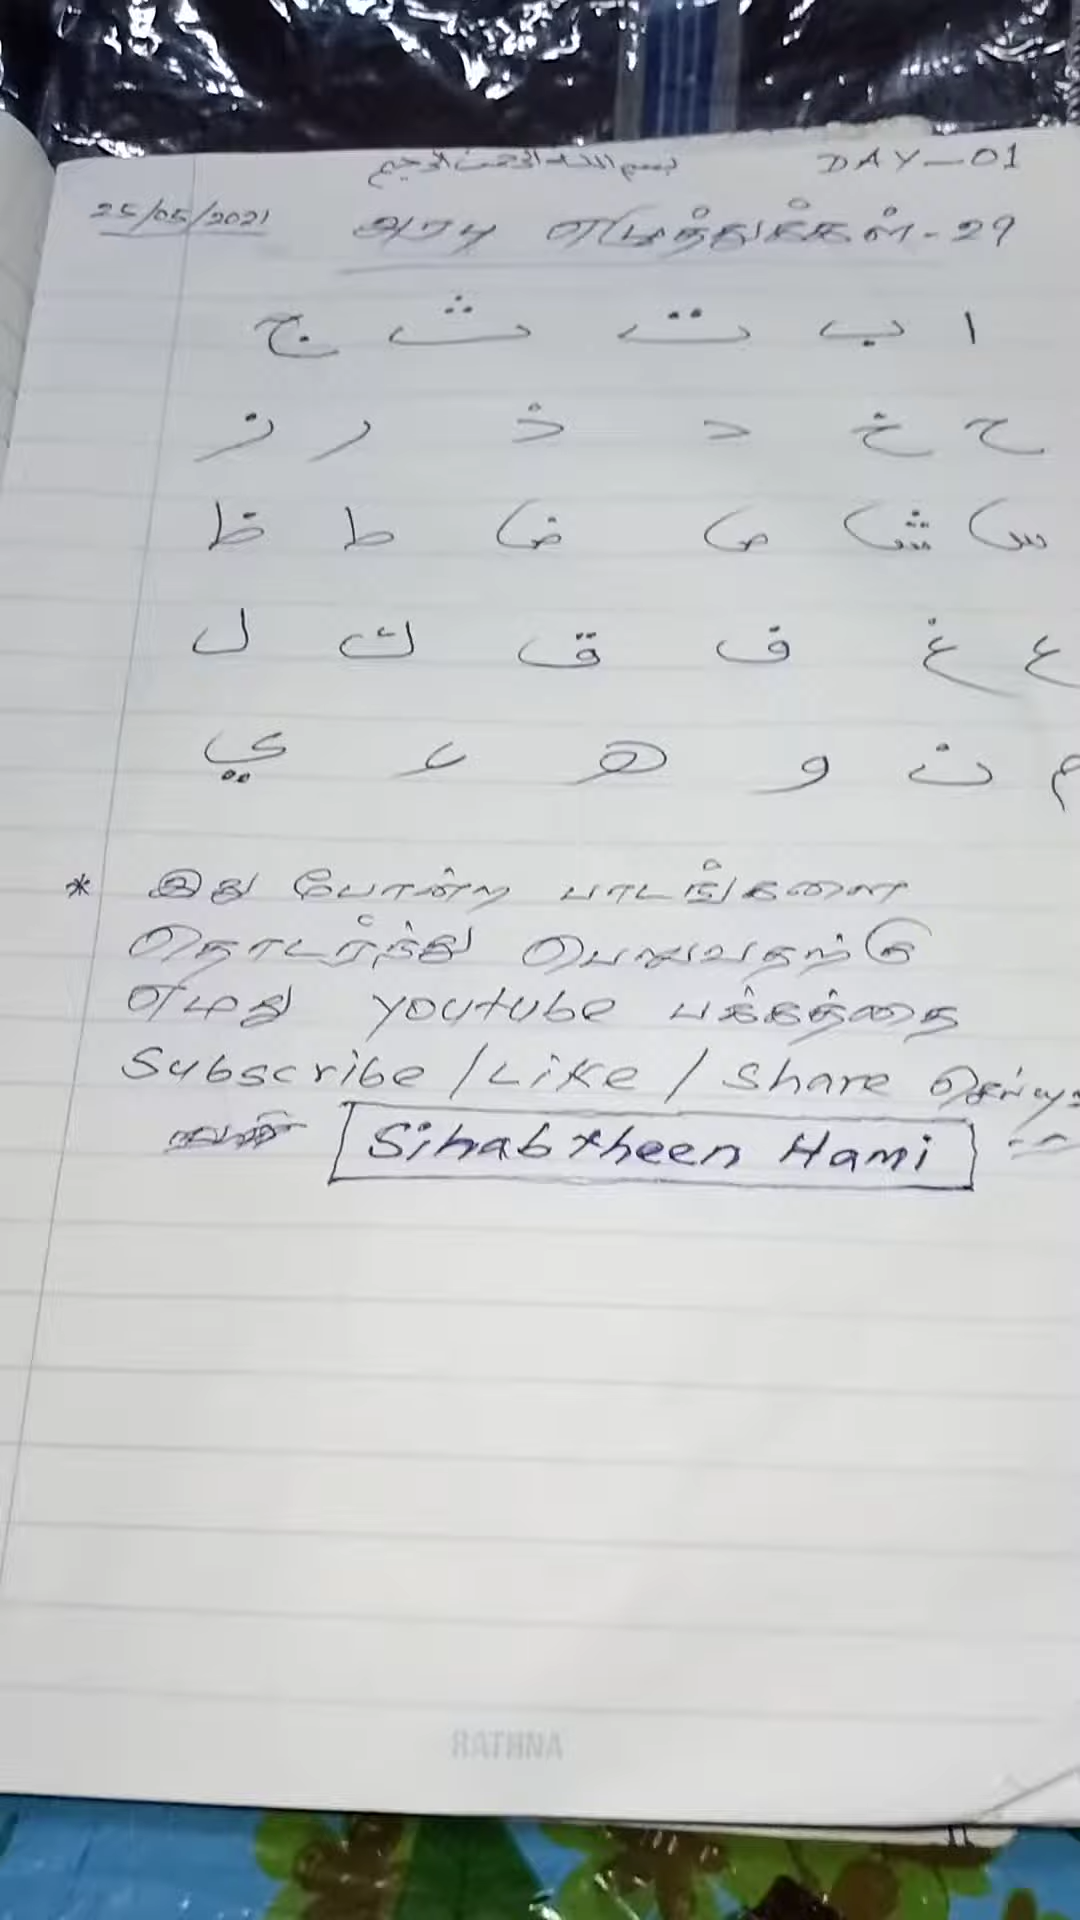 بسم الله الرحمن الرحيم DAY-01
25/05/2021 அரபு எழுத்துக்கள்-29
ا ب ت ث ج
ح خ د ذ ر ز
س ش ص ض ط ظ
ع غ ف ق ك ل
م ن و ه ء ي
* இது போன்ற பாடங்களை
தொடர்ந்து பெறுவதற்கு
எமது youtube பக்கத்தை
Subscribe / Like / Share
Sihabtheen Hami
RATHNA